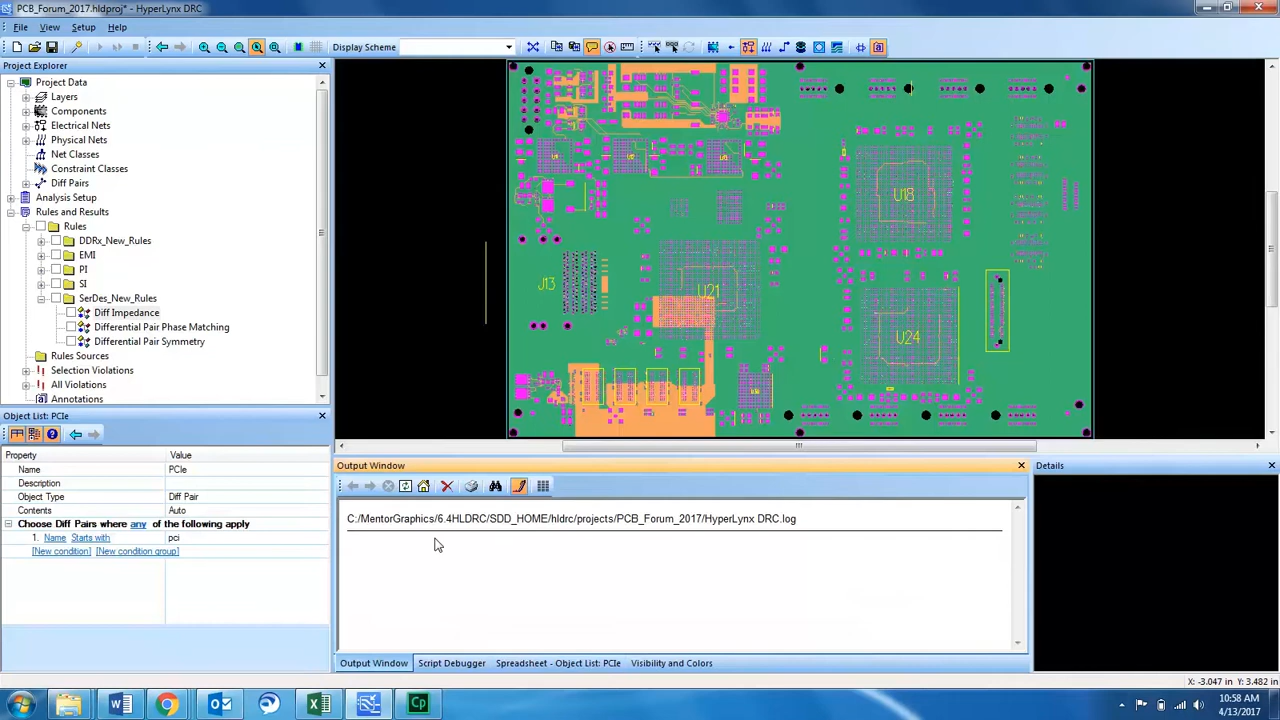 PCB_Forum_2017.hldproj* - HyperLynx DRC
File View Setup Help
Display Scheme
Project Explorer
Project Data
Layers
Components
Electrical Nets
Physical Nets
Net Classes
Constraint Classes
Diff Pairs
Analysis Setup
Rules and Results
Rules
DDRx_New_Rules
EMI
PI
SI
SerDes_New_Rules
Diff Impedance
Differential Pair Phase Matching
Differential Pair Symmetry
Rules Sources
Selection Violations
All Violations
Annotations
U18
J13
U21
U24
Object List: PCIe
Property Value
Name PCIe
Description
Object Type Diff Pair
Contents Auto
Choose Diff Pairs where any of the following apply
1. Name Starts with pci
[New condition] [New condition group]
Output Window
C:/MentorGraphics/6.4HLDRC/SDD_HOME/hldrc/projects/PCB_Forum_2017/HyperLynx DRC.log
Details
Output Window Script Debugger Spreadsheet - Object List: PCIe Visibility and Colors
X: -3.047 in Y: 3.482 in
10:58 AM
4/13/2017